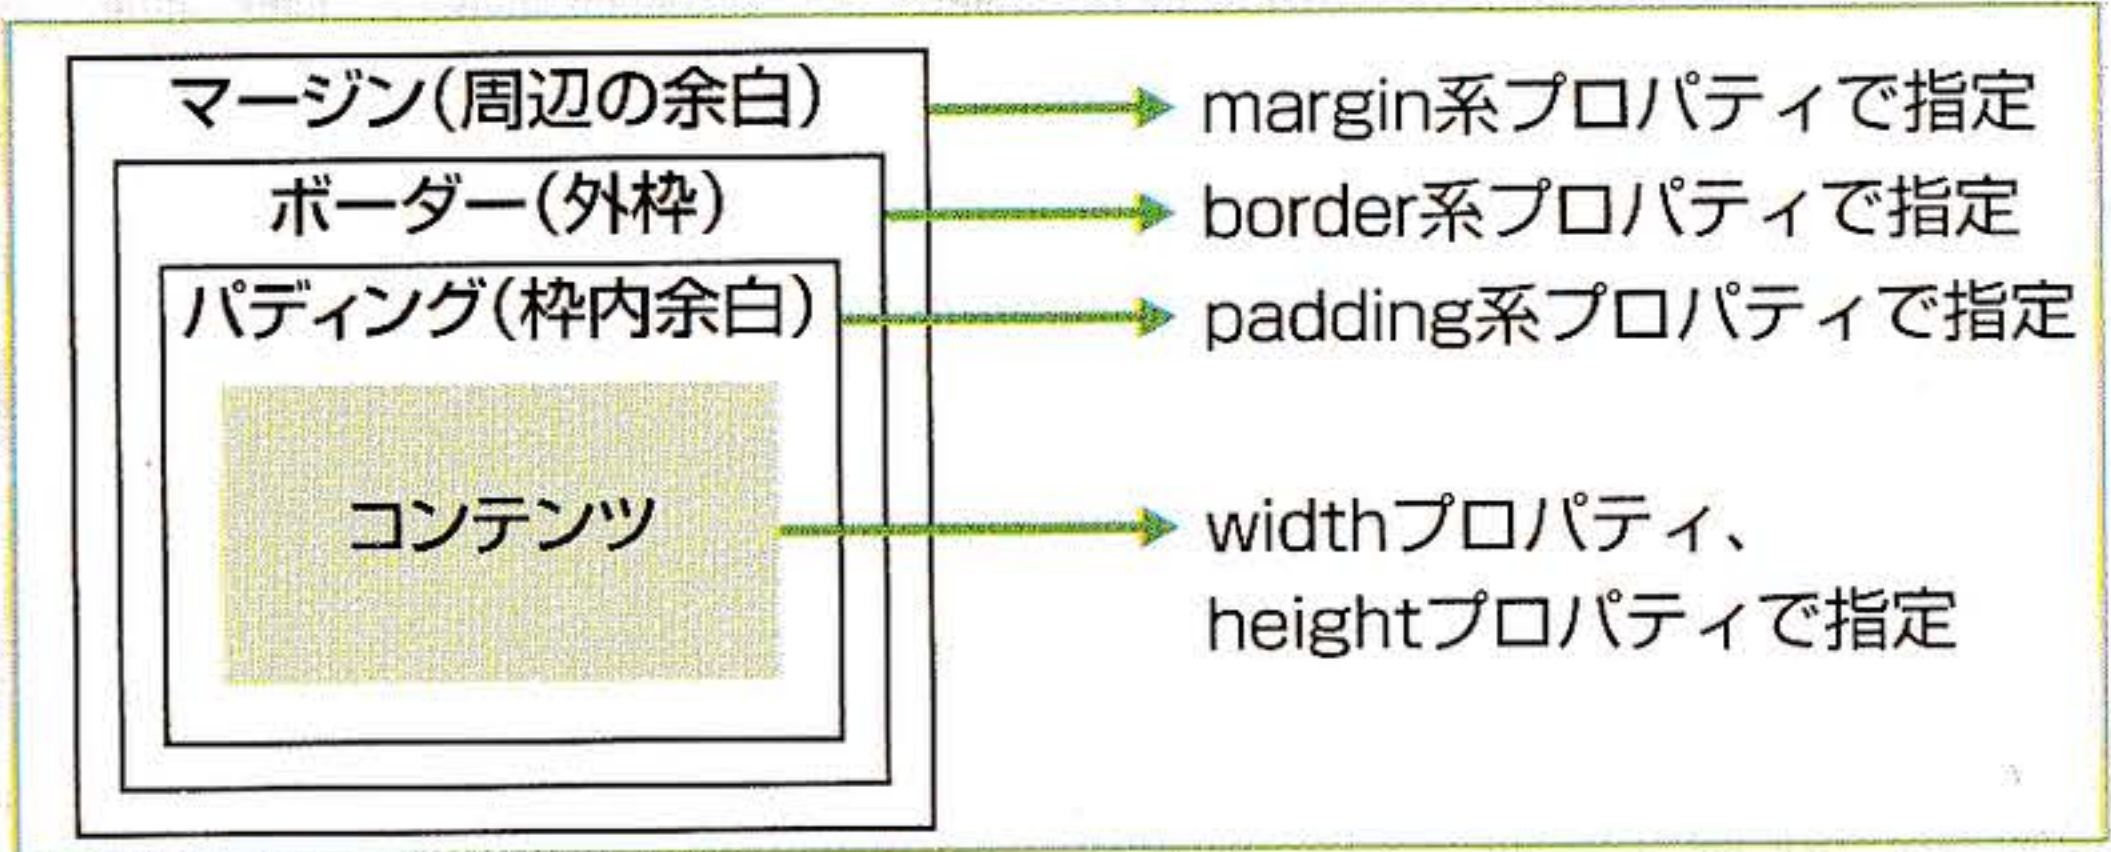 マージン(周辺の余白)
margin系プロパティで指定
ボーダー(外枠)
border系プロパティで指定
パディング(枠内余白)
padding系プロパティで指定
コンテンツ
widthプロパティ、
heightプロパティで指定